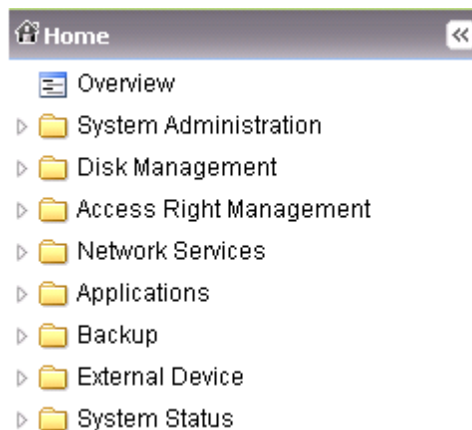 Home
Overview
System Administration
Disk Management
Access Right Management
Network Services
Applications
Backup
External Device
System Status